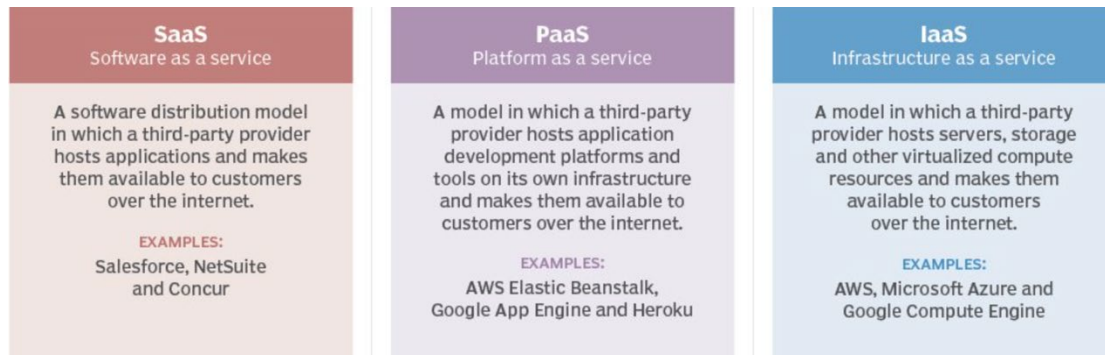 SaaS
Software as a service
A software distribution model
in which a third-party provider
hosts applications and makes
them available to customers
over the internet.
EXAMPLES:
Salesforce, NetSuite
and Concur
PaaS
Platform as a service
A model in which a third-party
provider hosts application
development platforms and
tools on its own infrastructure
and makes them available to
customers over the internet.
EXAMPLES:
AWS Elastic Beanstalk,
Google App Engine and Heroku
IaaS
Infrastructure as a service
A model in which a third-party
provider hosts servers, storage
and other virtualized compute
resources and makes them
available to customers
over the internet.
EXAMPLES:
AWS, Microsoft Azure and
Google Compute Engine